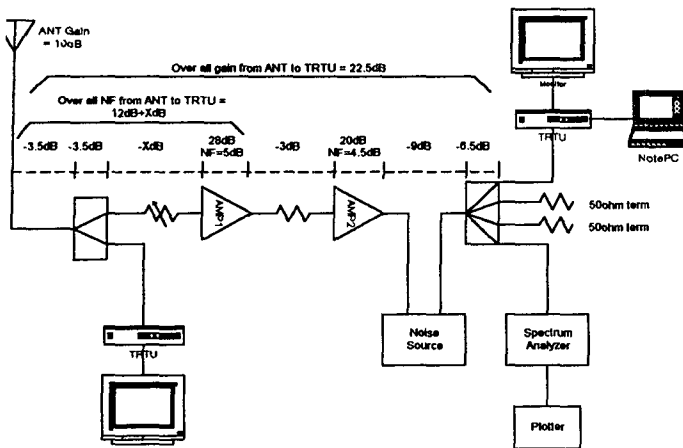 ANT Gain
= 10dB
Over all gain from ANT to TRTU = 22.5dB
Over all NF from ANT to TRTU =
12dB+XdB
-3.5dB -3.5dB -XdB 28dB
NF=5dB -3dB 20dB
NF=4.5dB -9dB -6.5dB
Monitor
TRTU
NotePC
AMP1
AMP2
50ohm term
50ohm term
TRTU
Noise
Source
Spectrum
Analyzer
Plotter